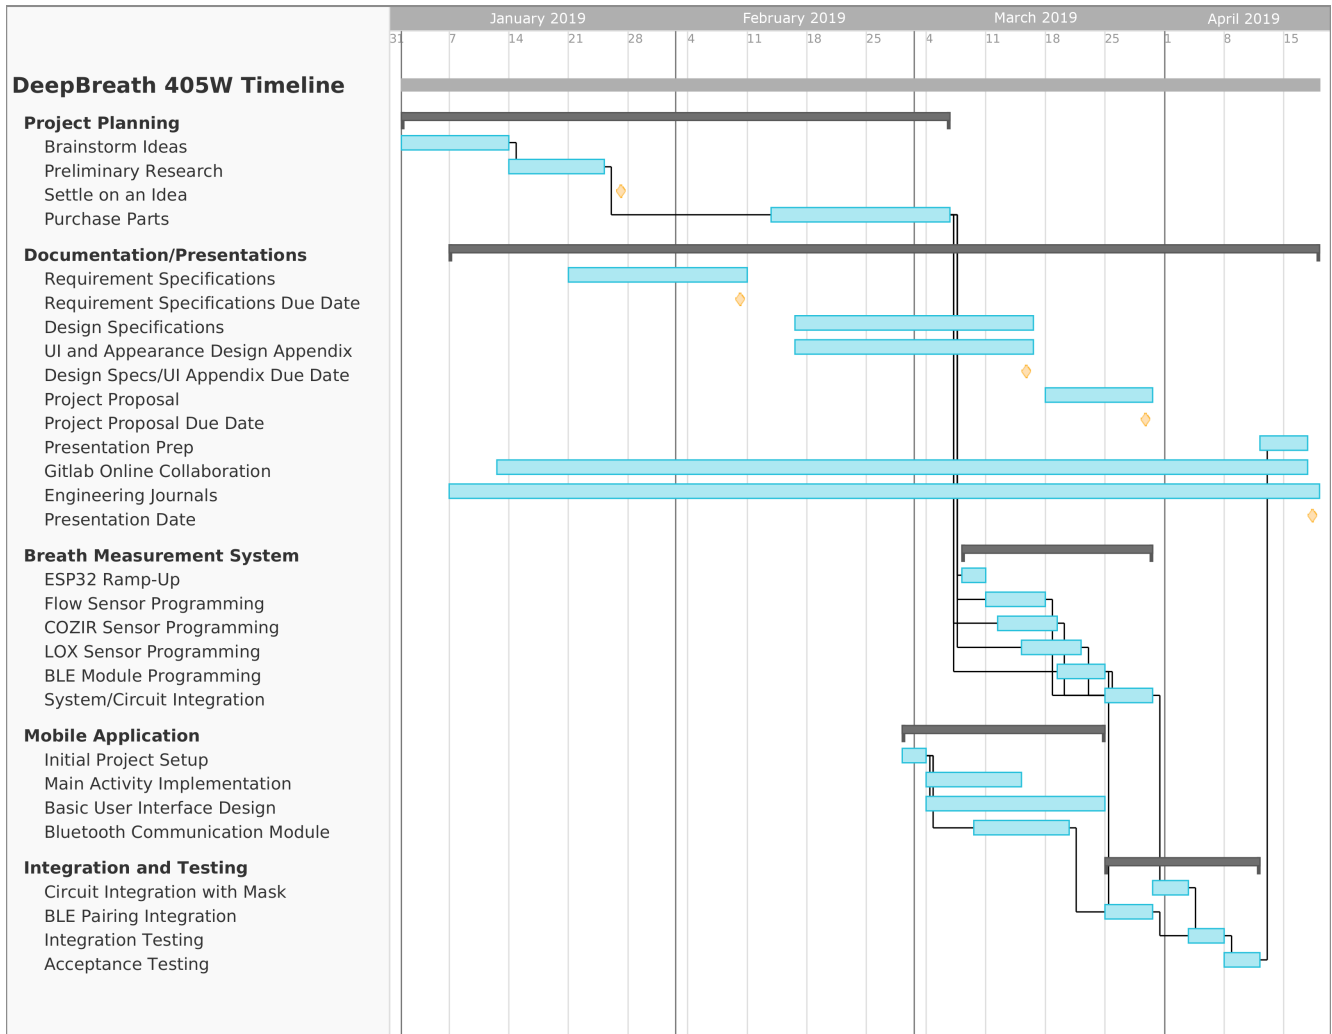 January 2019 February 2019 March 2019 April 2019
31 7 14 21 28 4 11 18 25 4 11 18 25 1 8 15
DeepBreath 405W Timeline
Project Planning
Brainstorm Ideas
Preliminary Research
Settle on an Idea
Purchase Parts
Documentation/Presentations
Requirement Specifications
Requirement Specifications Due Date
Design Specifications
UI and Appearance Design Appendix
Design Specs/UI Appendix Due Date
Project Proposal
Project Proposal Due Date
Presentation Prep
Gitlab Online Collaboration
Engineering Journals
Presentation Date
Breath Measurement System
ESP32 Ramp-Up
Flow Sensor Programming
COZIR Sensor Programming
LOX Sensor Programming
BLE Module Programming
System/Circuit Integration
Mobile Application
Initial Project Setup
Main Activity Implementation
Basic User Interface Design
Bluetooth Communication Module
Integration and Testing
Circuit Integration with Mask
BLE Pairing Integration
Integration Testing
Acceptance Testing